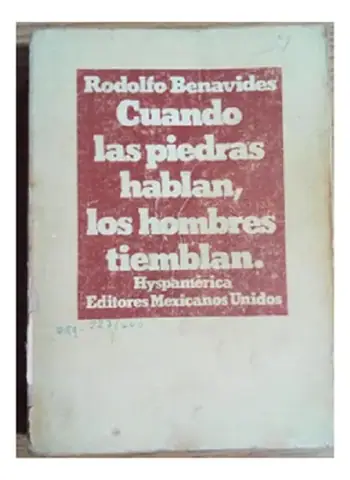 Rodolfo Benavides
Cuando
las piedras
hablan,
los hombres
tiemblan.
Hyspamérica
Editores Mexicanos Unidos